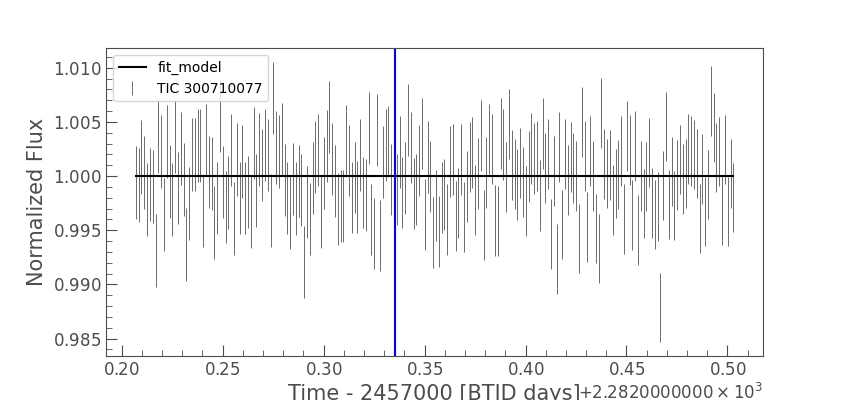 fit_model
TIC 300710077
1.010
1.005
1.000
0.995
0.990
0.985
Normalized Flux
0.20 0.25 0.30 0.35 0.40 0.45 0.50
Time - 2457000 [BTJD days]
+2.2820000000 × 10³